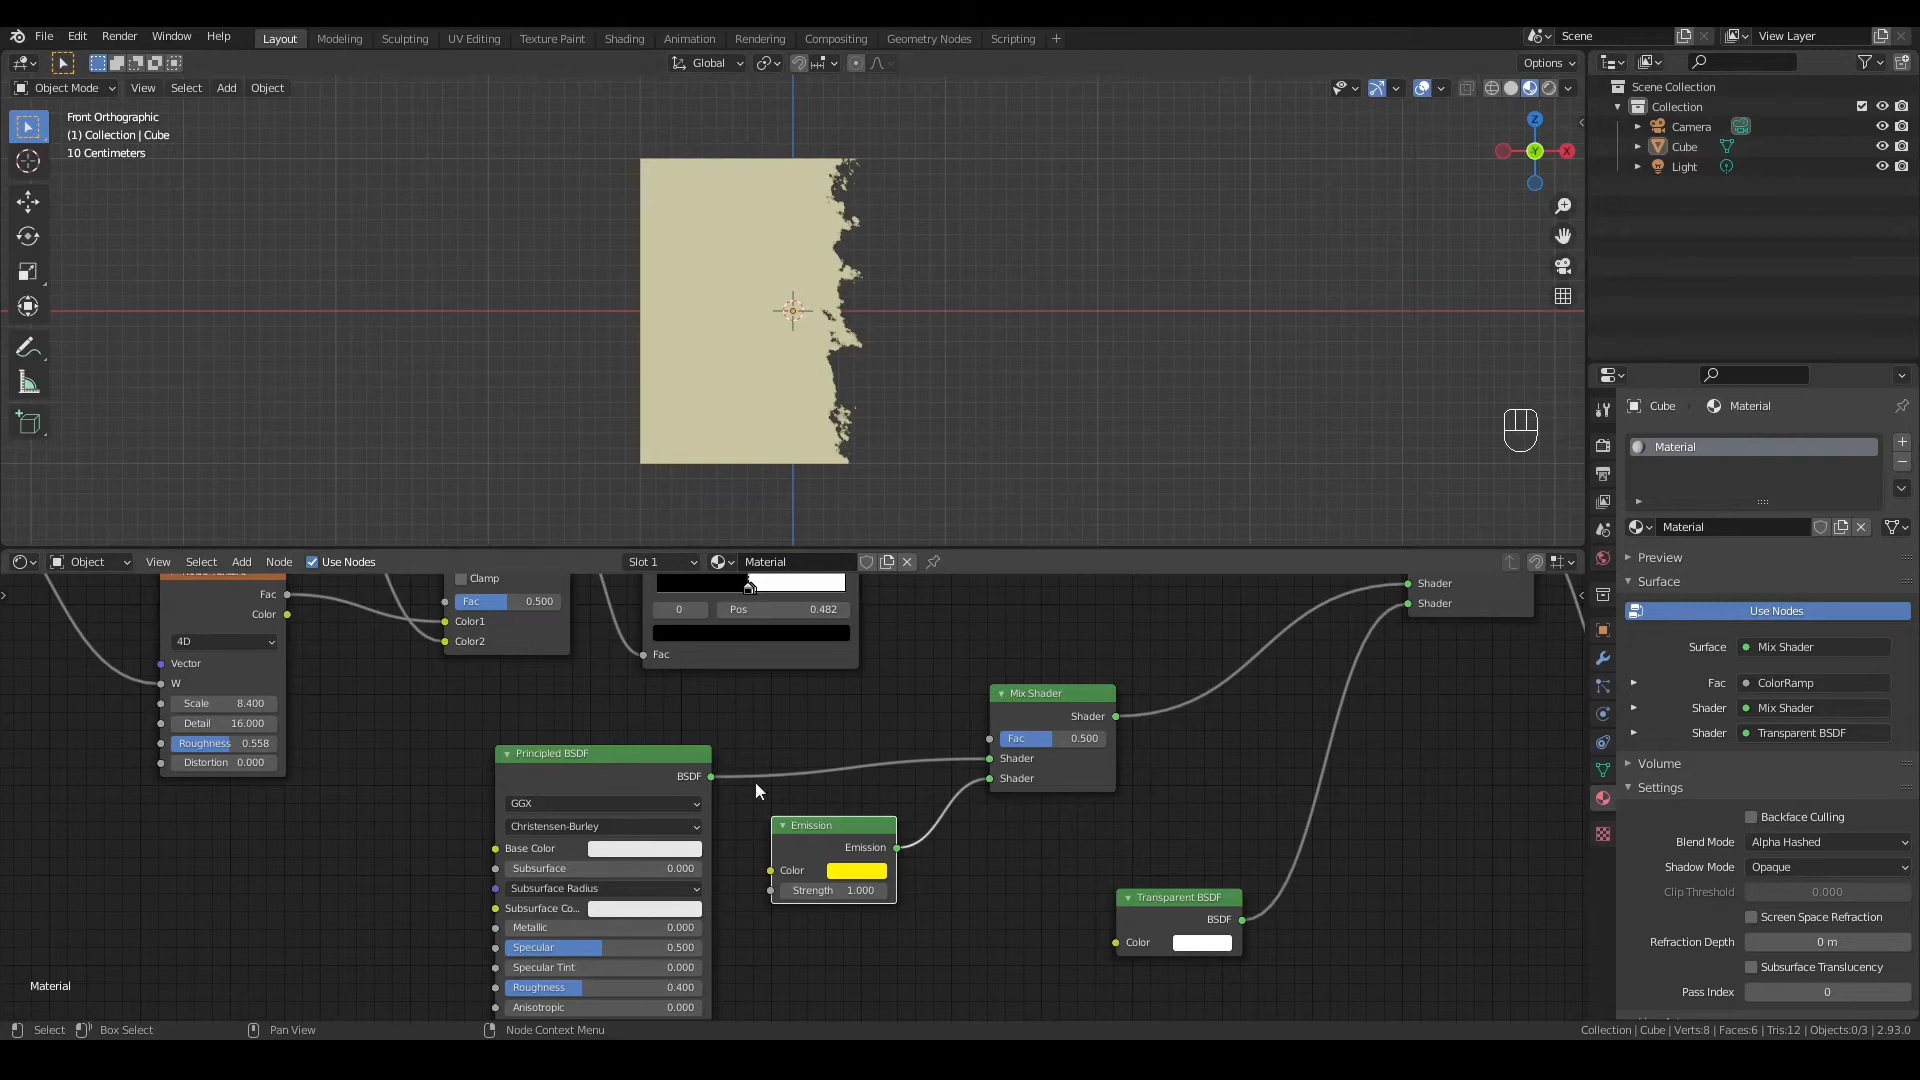 File Edit Render Window Help Layout Modeling Sculpting UV Editing Texture Paint Shading Animation Rendering Compositing Geometry Nodes Scripting + Scene View Layer
Global Options
Object Mode View Select Add Object
Front Orthographic
(1) Collection | Cube
10 Centimeters
Z
Y
X
Scene Collection
Collection
Camera
Cube
Light
Cube Material
Material
Material
Preview
Surface
Use Nodes
Surface Mix Shader
Fac ColorRamp
Shader Mix Shader
Shader Transparent BSDF
Volume
Settings
Backface Culling
Blend Mode Alpha Hashed
Shadow Mode Opaque
Clip Threshold 0.000
Screen Space Refraction
Refraction Depth 0 m
Subsurface Translucency
Pass Index 0
Object View Select Add Node Use Nodes Slot 1 Material
Fac
Color
4D
Vector
W
Scale 8.400
Detail 16.000
Roughness 0.558
Distortion 0.000
Clamp
Fac 0.500
Color1
Color2
0 Pos 0.482
Fac
Shader
Shader
Mix Shader
Shader
Fac 0.500
Shader
Shader
Principled BSDF
BSDF
GGX
Christensen-Burley
Base Color
Subsurface 0.000
Subsurface Radius
Subsurface Co...
Metallic 0.000
Specular 0.500
Specular Tint 0.000
Roughness 0.400
Anisotropic 0.000
Emission
Emission
Color
Strength 1.000
Transparent BSDF
BSDF
Color
Material
Select Box Select Pan View Node Context Menu Collection | Cube | Verts:8 | Faces:6 | Tris:12 | Objects:0/3 | 2.93.0